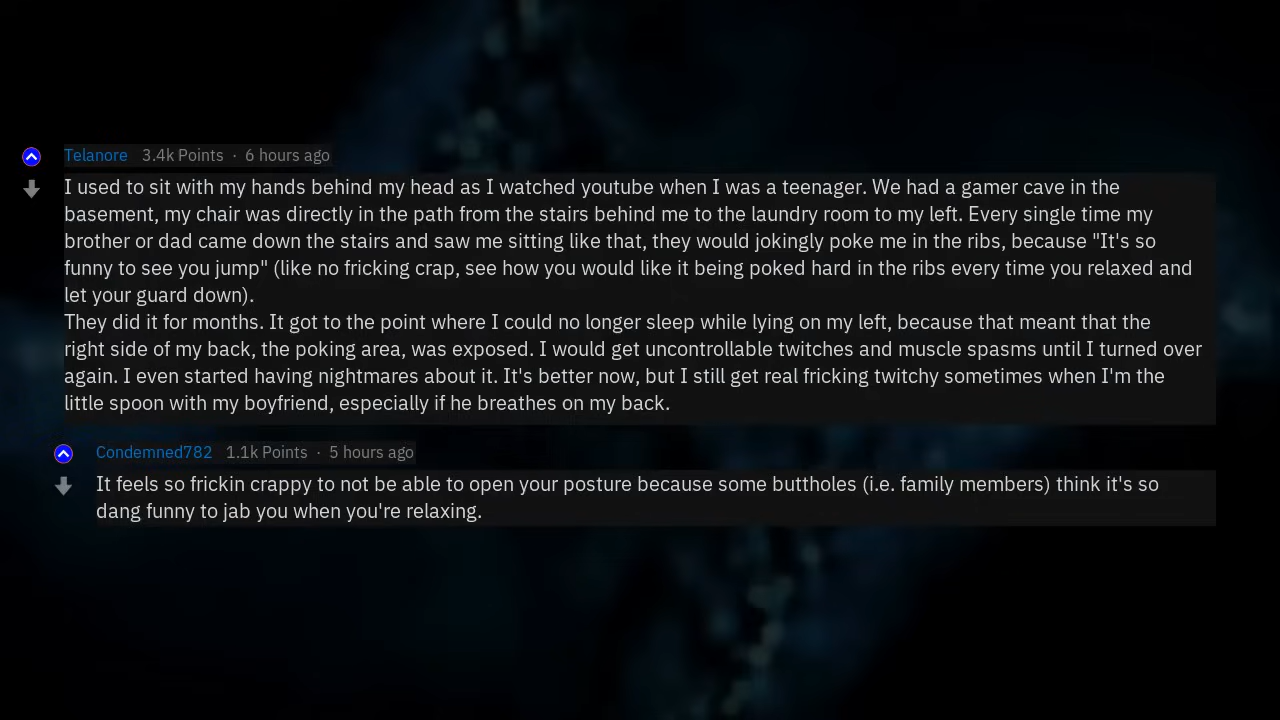 Telanore 3.4k Points · 6 hours ago
I used to sit with my hands behind my head as I watched youtube when I was a teenager. We had a gamer cave in the
basement, my chair was directly in the path from the stairs behind me to the laundry room to my left. Every single time my
brother or dad came down the stairs and saw me sitting like that, they would jokingly poke me in the ribs, because "It's so
funny to see you jump" (like no fricking crap, see how you would like it being poked hard in the ribs every time you relaxed and
let your guard down).
They did it for months. It got to the point where I could no longer sleep while lying on my left, because that meant that the
right side of my back, the poking area, was exposed. I would get uncontrollable twitches and muscle spasms until I turned over
again. I even started having nightmares about it. It's better now, but I still get real fricking twitchy sometimes when I'm the
little spoon with my boyfriend, especially if he breathes on my back.
Condemned782 1.1k Points · 5 hours ago
It feels so frickin crappy to not be able to open your posture because some buttholes (i.e. family members) think it's so
dang funny to jab you when you're relaxing.